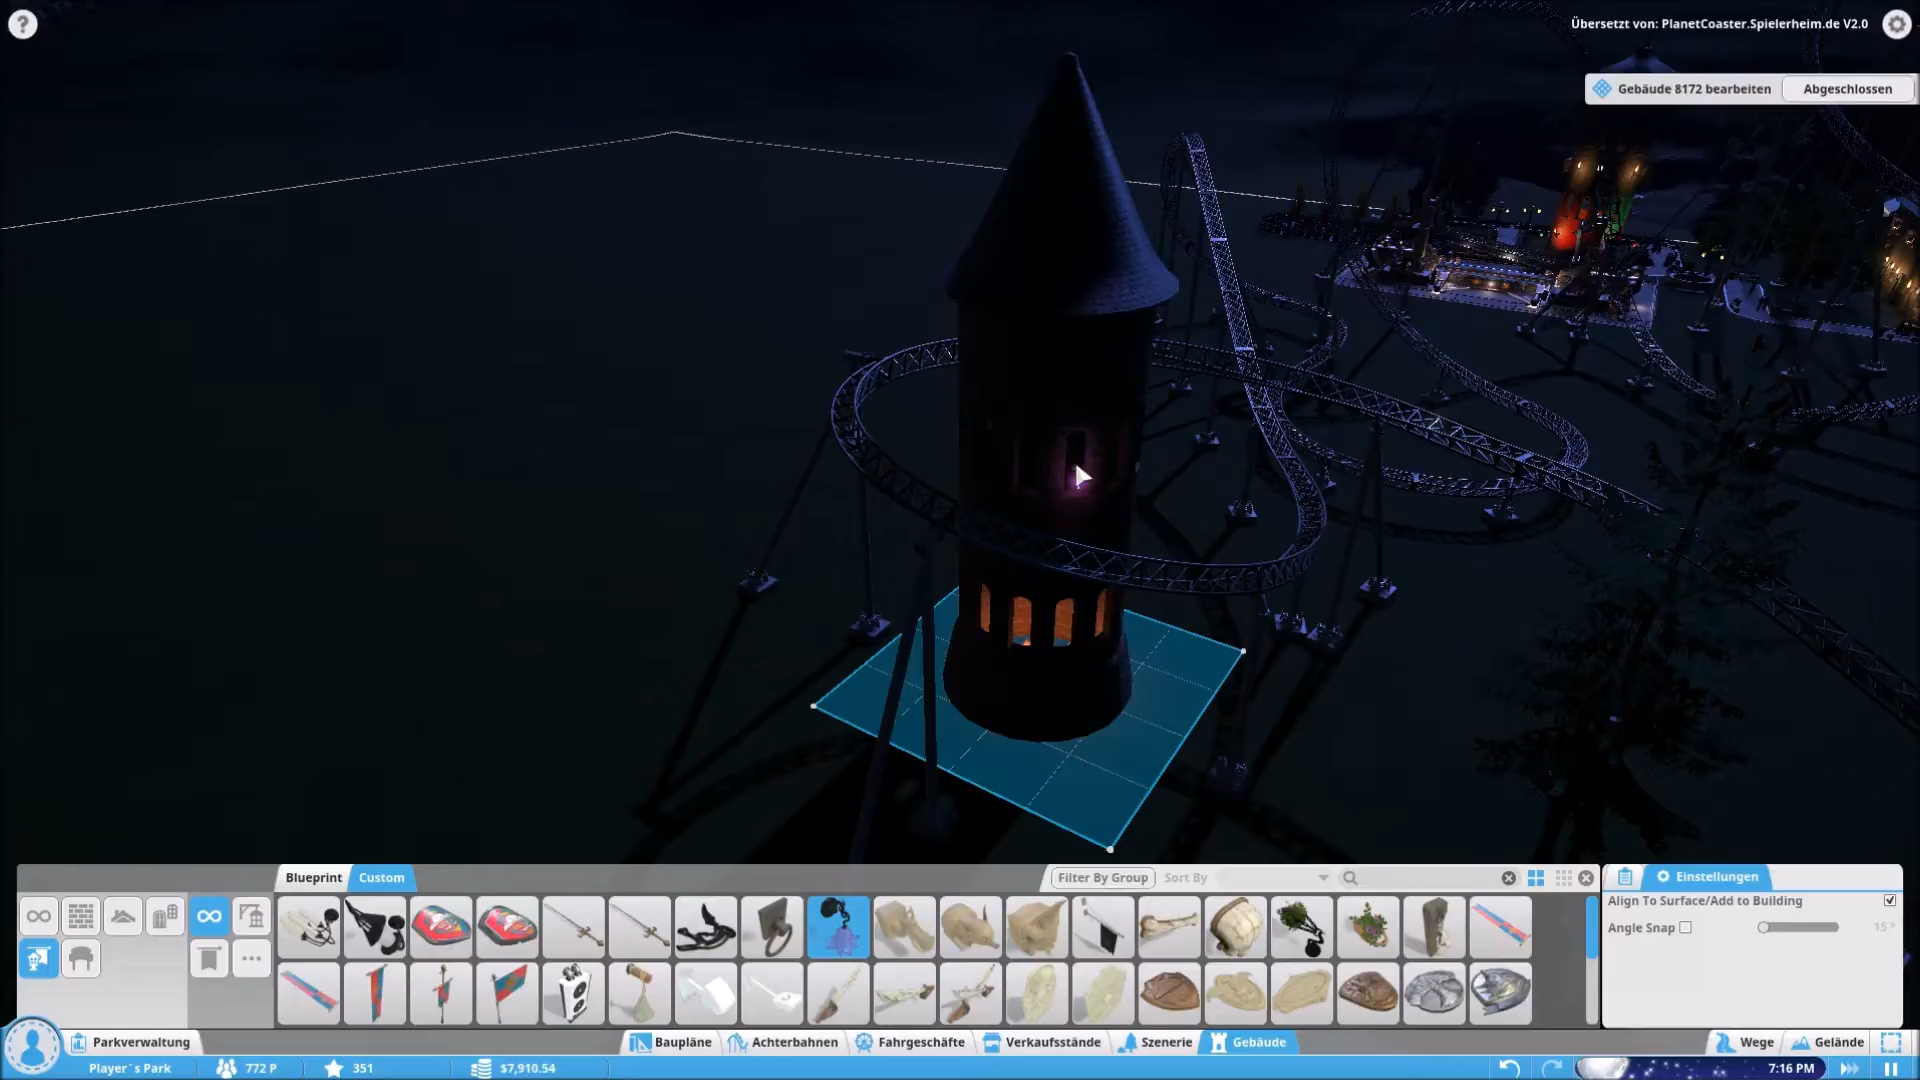 ?
Übersetzt von: PlanetCoaster.Spielerheim.de V2.0
Gebäude 8172 bearbeiten
Abgeschlossen
Blueprint
Custom
Filter By Group
Sort By
Einstellungen
Align To Surface/Add to Building
Angle Snap
15 °
Parkverwaltung
Baupläne
Achterbahnen
Fahrgeschäfte
Verkaufsstände
Szenerie
Gebäude
Wege
Gelände
Player´s Park
772 P
351
$7,910.54
7:16 PM